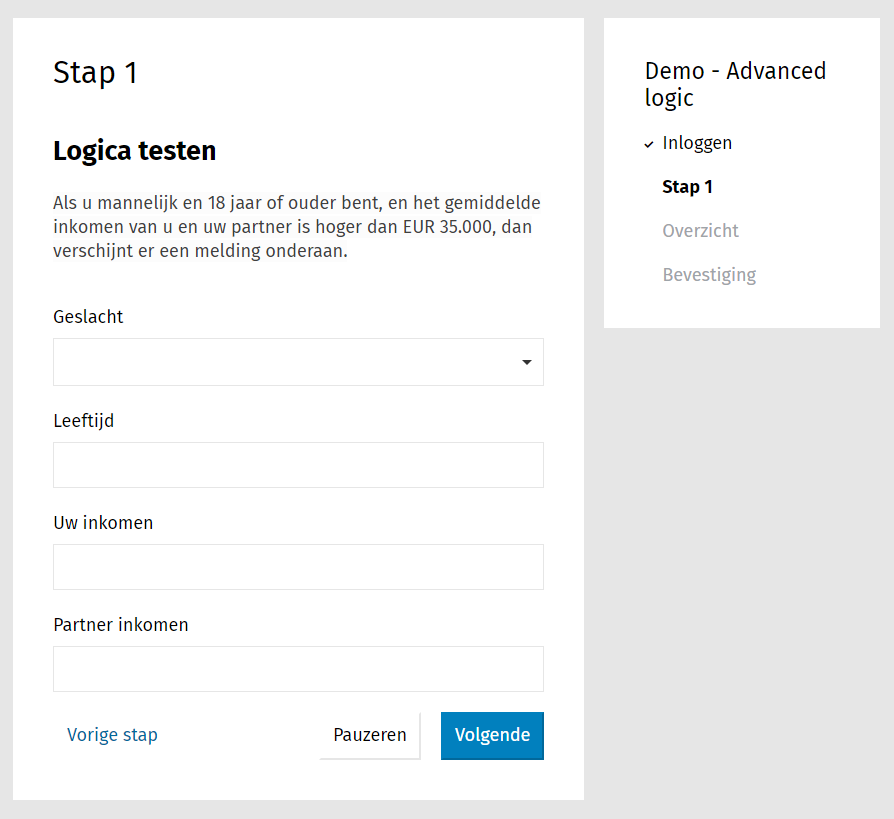 Stap 1
Logica testen
Als u mannelijk en 18 jaar of ouder bent, en het gemiddelde
inkomen van u en uw partner is hoger dan EUR 35.000, dan
verschijnt er een melding onderaan.
Geslacht
Leeftijd
Uw inkomen
Partner inkomen
Vorige stap
Pauzeren
Volgende
Demo - Advanced
logic
Inloggen
Stap 1
Overzicht
Bevestiging